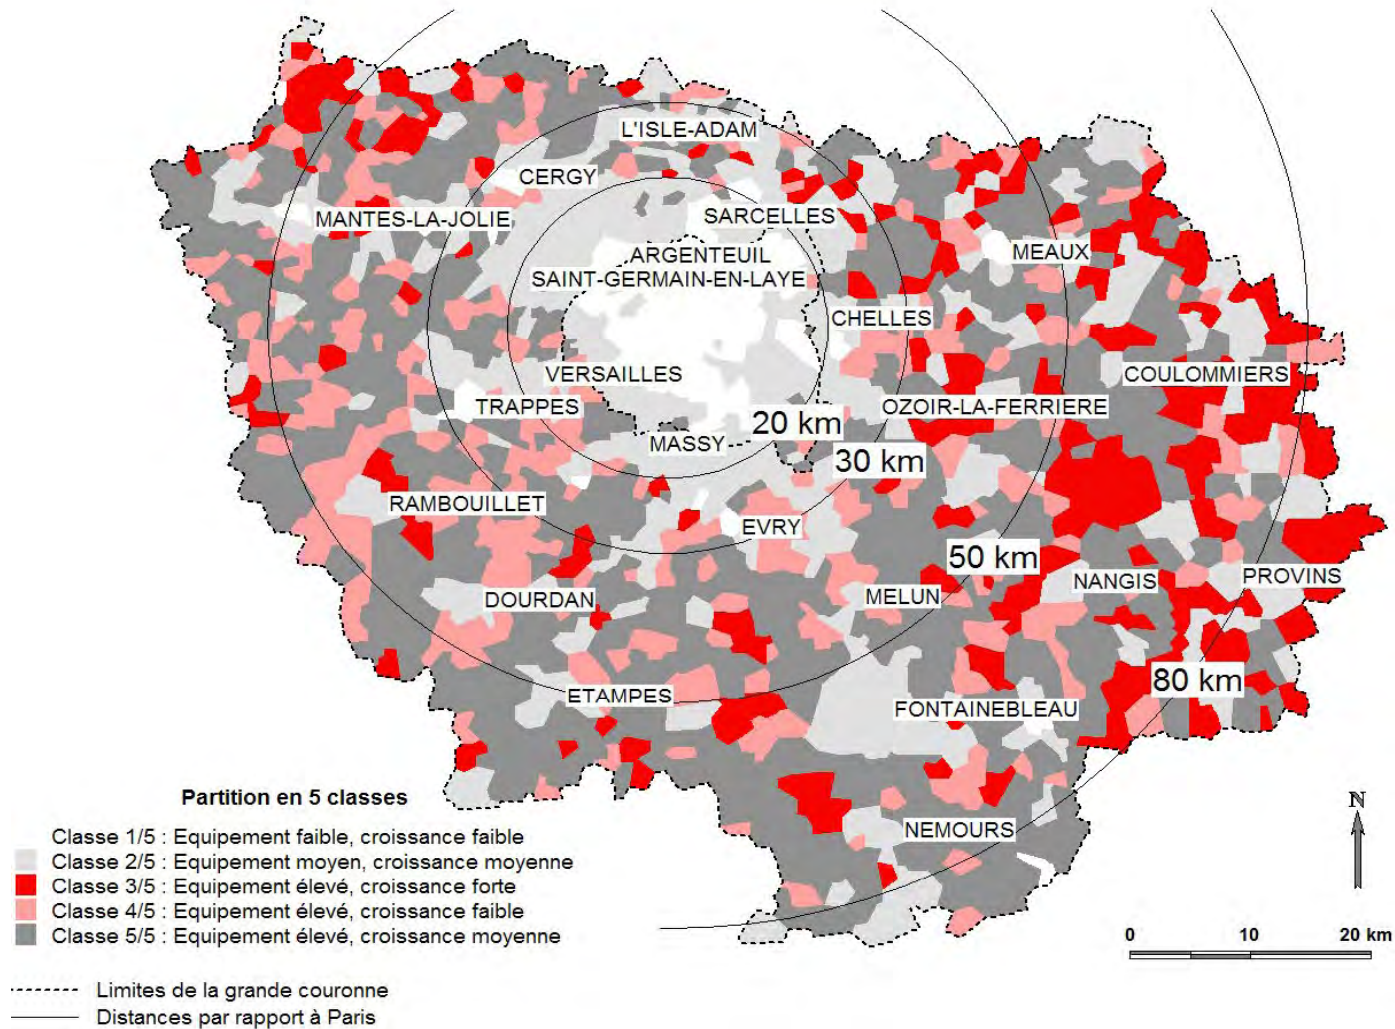 L'ISLE-ADAM
CERGY
SARCELLES
MANTES-LA-JOLIE
ARGENTEUIL
MEAUX
SAINT-GERMAIN-EN-LAYE
CHELLES
VERSAILLES
COULOMMIERS
TRAPPES
OZOIR-LA-FERRIERE
20 km
MASSY
30 km
RAMBOUILLET
EVRY
50 km
NANGIS
PROVINS
DOURDAN
MELUN
80 km
ETAMPES
FONTAINEBLEAU
NEMOURS
Partition en 5 classes
Classe 1/5 : Equipement faible, croissance faible
Classe 2/5 : Equipement moyen, croissance moyenne
Classe 3/5 : Equipement élevé, croissance forte
Classe 4/5 : Equipement élevé, croissance faible
Classe 5/5 : Equipement élevé, croissance moyenne
Limites de la grande couronne
Distances par rapport à Paris
N
0 10 20 km